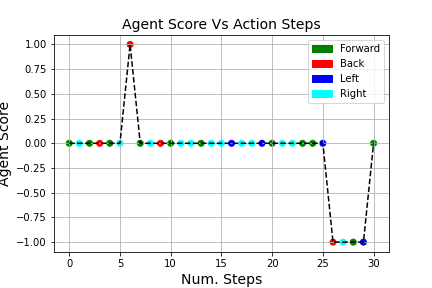 Agent Score Vs Action Steps
1.00
0.75
0.50
0.25
0.00
−0.25
−0.50
−0.75
−1.00
Agent Score
Forward
Back
Left
Right
0 5 10 15 20 25 30
Num. Steps